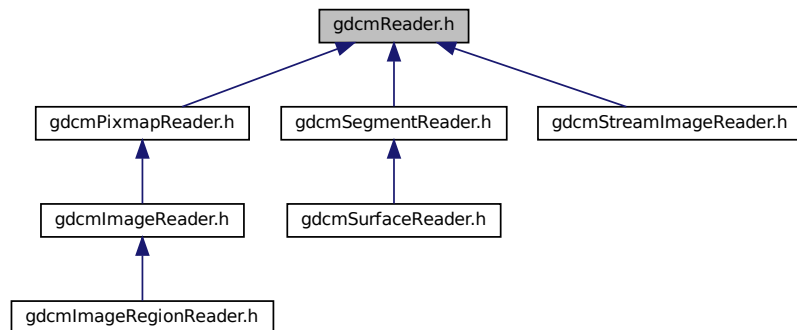 gdcmReader.h
gdcmPixmapReader.h
gdcmSegmentReader.h
gdcmStreamImageReader.h
gdcmImageReader.h
gdcmSurfaceReader.h
gdcmImageRegionReader.h